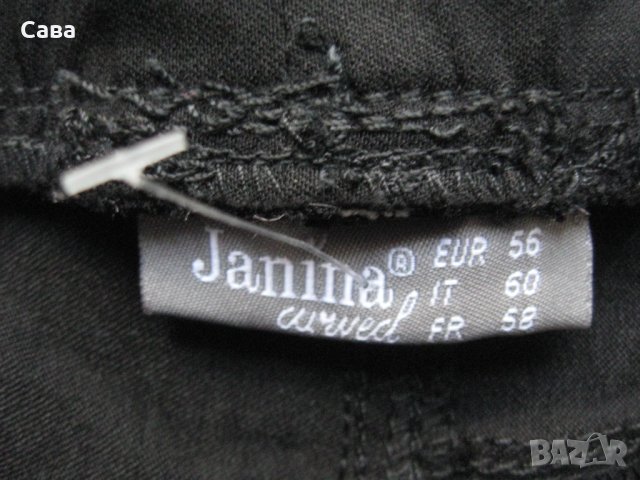 Сава
Janina® EUR 56
IT 60
curved FR 58
BAZAR